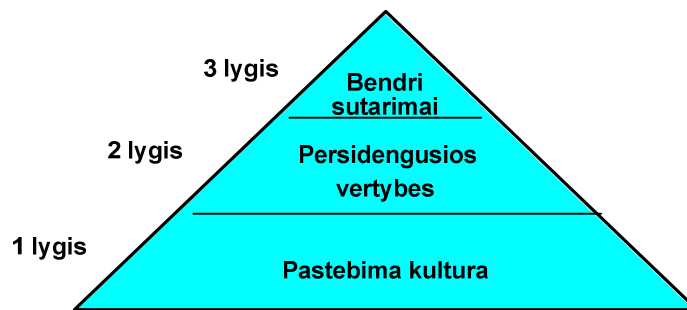 3 lygis
Bendri
sutarimai
2 lygis
Persidengusios
vertybes
1 lygis
Pastebima kultura